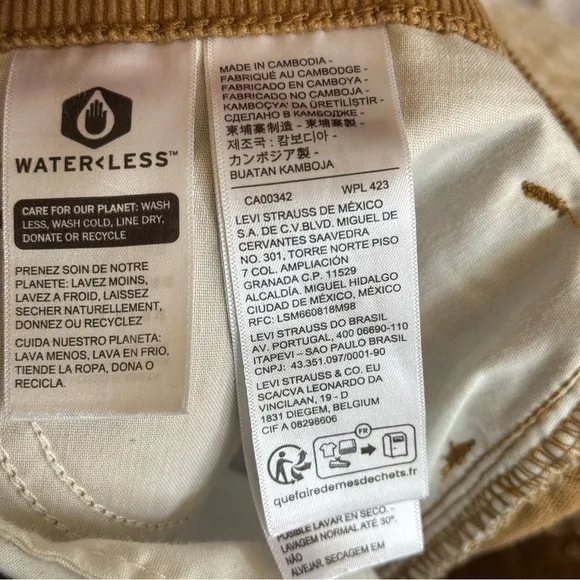 WATER<LESS™
CARE FOR OUR PLANET: WASH
LESS, WASH COLD, LINE DRY,
DONATE OR RECYCLE
PRENEZ SOIN DE NOTRE
PLANETE: LAVEZ MOINS,
LAVEZ A FROID, LAISSEZ
SECHER NATURELLEMENT,
DONNEZ OU RECYCLEZ
CUIDA NUESTRO PLANETA:
LAVA MENOS, LAVA EN FRIO,
TIENDE LA ROPA, DONA O
RECICLA.
MADE IN CAMBODIA -
FABRIQUÉ AU CAMBODGE -
FABRICADO EN CAMBOYA -
FABRICADO NO CAMBOJA -
KAMBOÇYA' DA ÜRETİLİŞTİR -
СДЕЛАНО В КАМБОДЖЕ -
柬埔寨制造 - 柬埔寨製 -
제조국: 캄보디아 -
カンボジア製 -
BUATAN KAMBOJA
CA00342 WPL 423
LEVI STRAUSS DE MÉXICO
S.A. DE C.V.BLVD. MIGUEL DE
CERVANTES SAAVEDRA
NO. 301, TORRE NORTE PISO
7 COL. AMPLIACIÓN
GRANADA C.P. 11529
ALCALDÍA. MIGUEL HIDALGO
CIUDAD DE MÉXICO, MÉXICO
RFC: LSM660818M98
LEVI STRAUSS DO BRASIL
AV. PORTUGAL, 400 06690-110
ITAPEVI – SAO PAULO BRASIL
CNPJ: 43.351.097/0001-90
LEVI STRAUSS & CO. EU
SCA/CVA LEONARDO DA
VINCILAAN, 19 - D
1831 DIEGEM, BELGIUM
CIF A 08298606
FR
quefairedemesdechets.fr
POSIBLE LAVAR EN SECO.
LAVAGEM NORMAL ATÉ 30°.
NÃO
ALVEJAR. SECAGEM EM